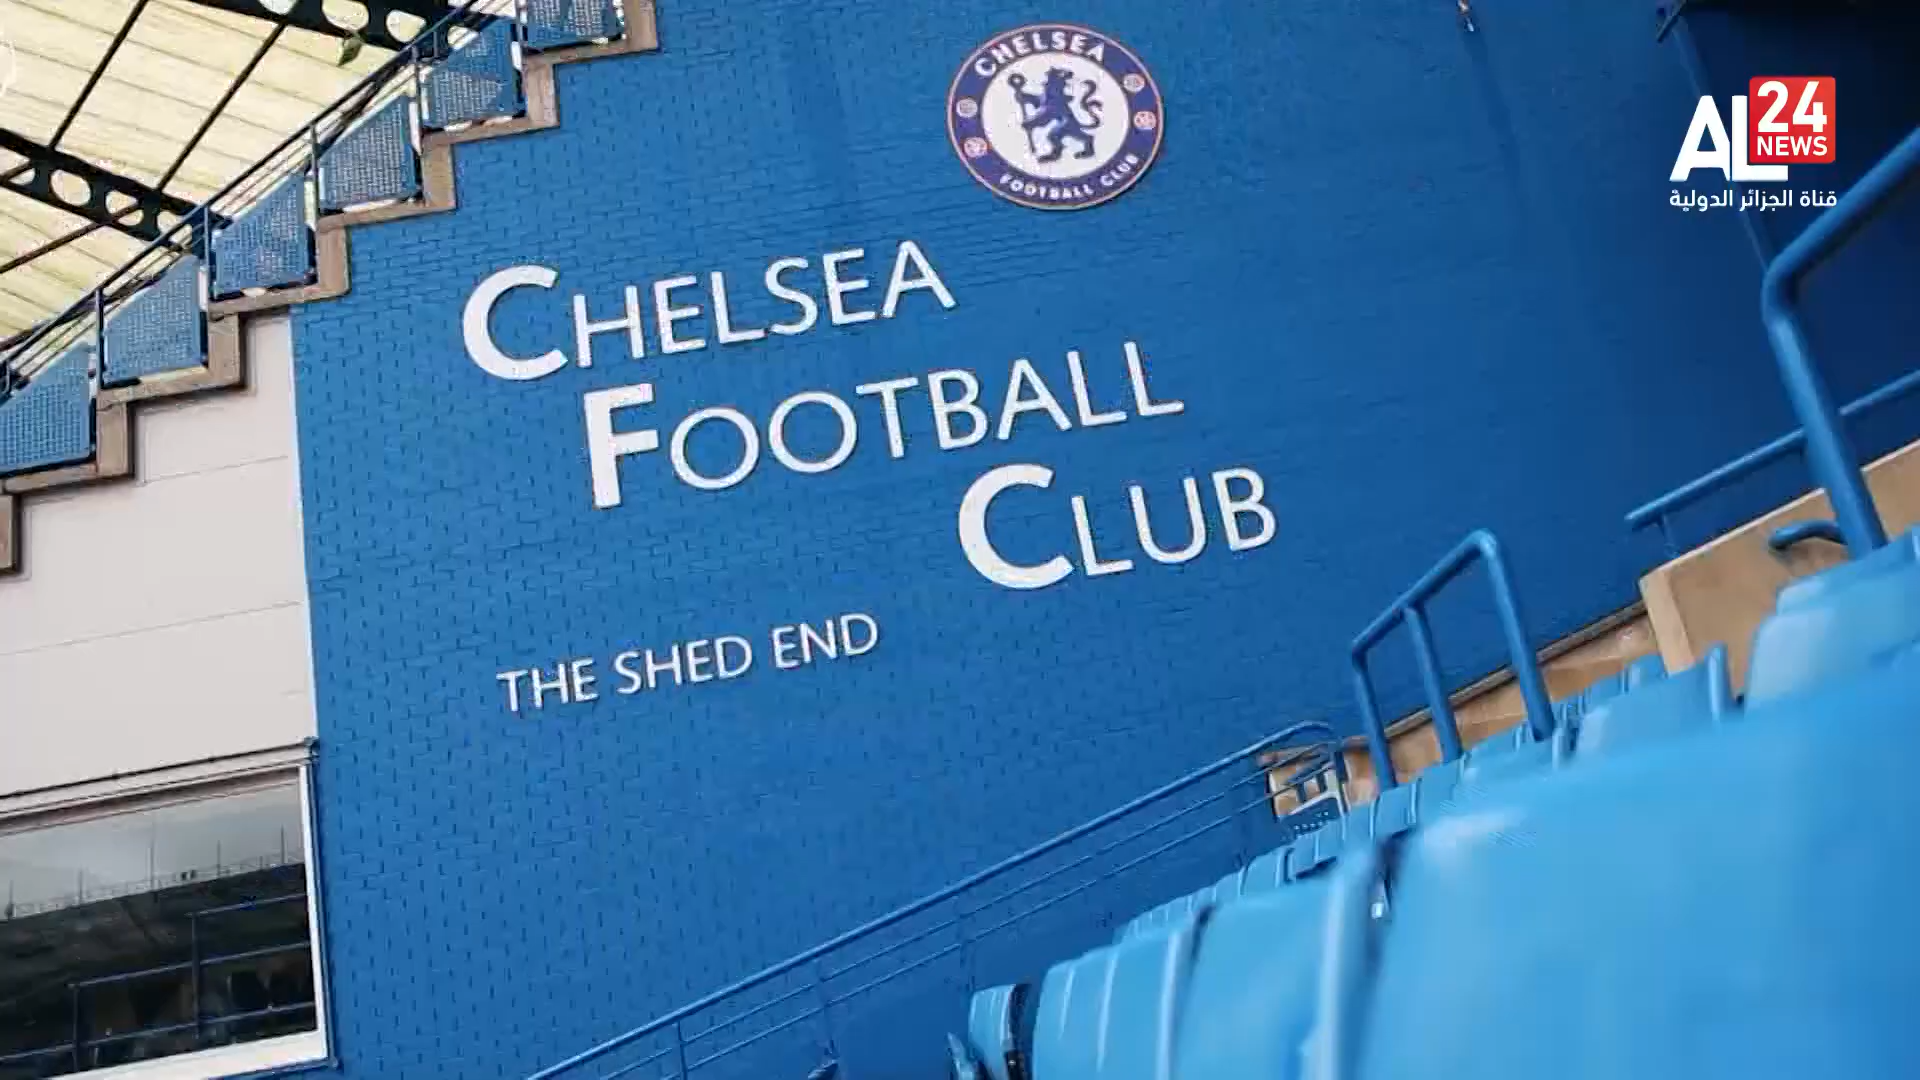 CHELSEA
FOOTBALL CLUB
AL
24
NEWS
قناة الجزائر الدولية
CHELSEA
FOOTBALL
CLUB
THE SHED END